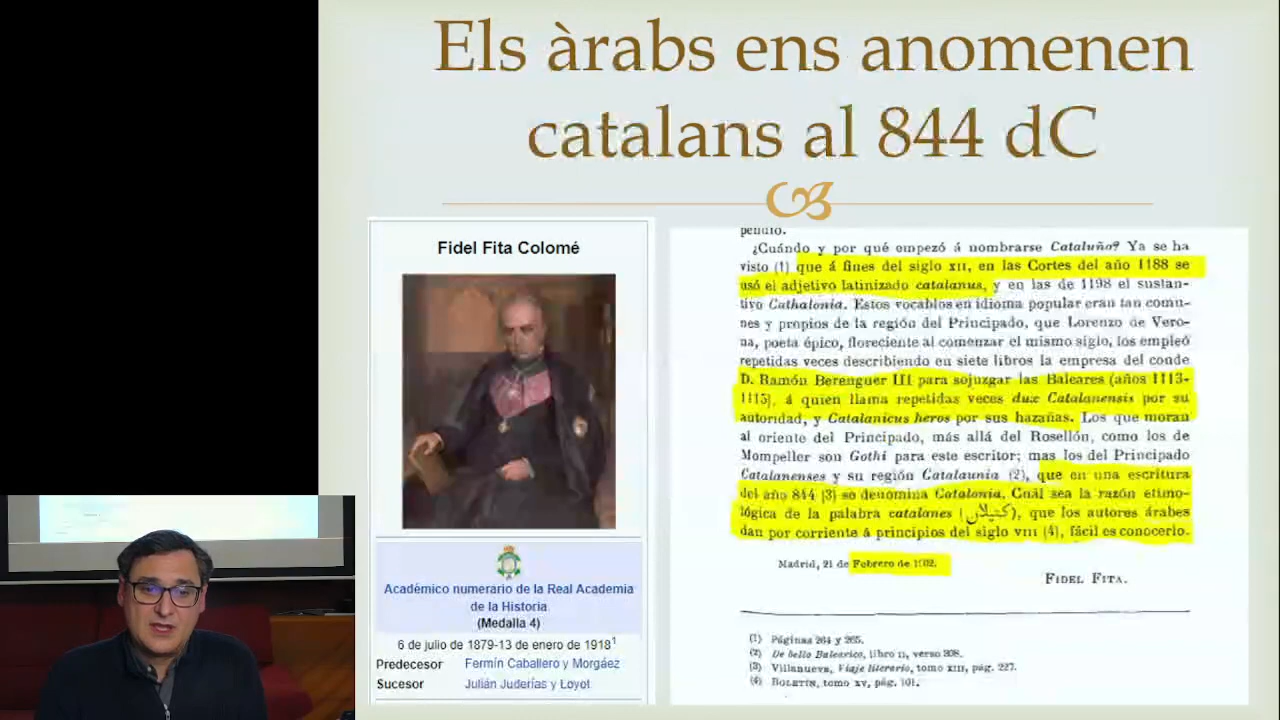 Els àrabs ens anomenen
catalans al 844 dC
Fidel Fita Colomé
Académico numerario de la Real Academia
de la Historia
(Medalla 4)
6 de julio de 1879-13 de enero de 1918¹
Predecesor Fermín Caballero y Morgáez
Sucesor Julián Juderías y Loyot
¿Cuándo y por qué empezó á nombrarse Cataluña? Ya se ha
visto (1) que á fines del siglo XII, en las Cortes del año 1188 se
usó el adjetivo latinizado catalanus, y en las de 1198 el sustan-
tivo Cathalonia. Estos vocablos en idioma popular eran tan comu-
nes y propios de la región del Principado, que Lorenzo de Vero-
na, poeta épico, floreciente al comenzar el mismo siglo, los empleó
repetidas veces describiendo en siete libros la empresa del conde
D. Ramón Berenguer III para sojuzgar las Baleares (años 1113-
1115), á quien llama repetidas veces dux Catalanensis por su
autoridad, y Catalanicus heros por sus hazañas. Los que moran
al oriente del Principado, más allá del Rosellón, como los de
Mompeller son Gothi para este escritor; mas los del Principado
Catalanenses y su región Catalaunia (2), que en una escritura
del año 844 (3) se denomina Catalonia. Cuál sea la razón etimo-
lógica de la palabra catalanes ( ), que los autores árabes
dan por corriente á principios del siglo VIII (4), fácil es conocerlo.
Madrid, 21 de Febrero de 1902.
FIDEL FITA.
(1) Páginas 264 y 265.
(2) De bello Balearico, libro II, verso 308.
(3) Villanueva, Viaje literario, tomo XIII, pág. 227.
(4) BOLETÍN, tomo XV, pág. 101.